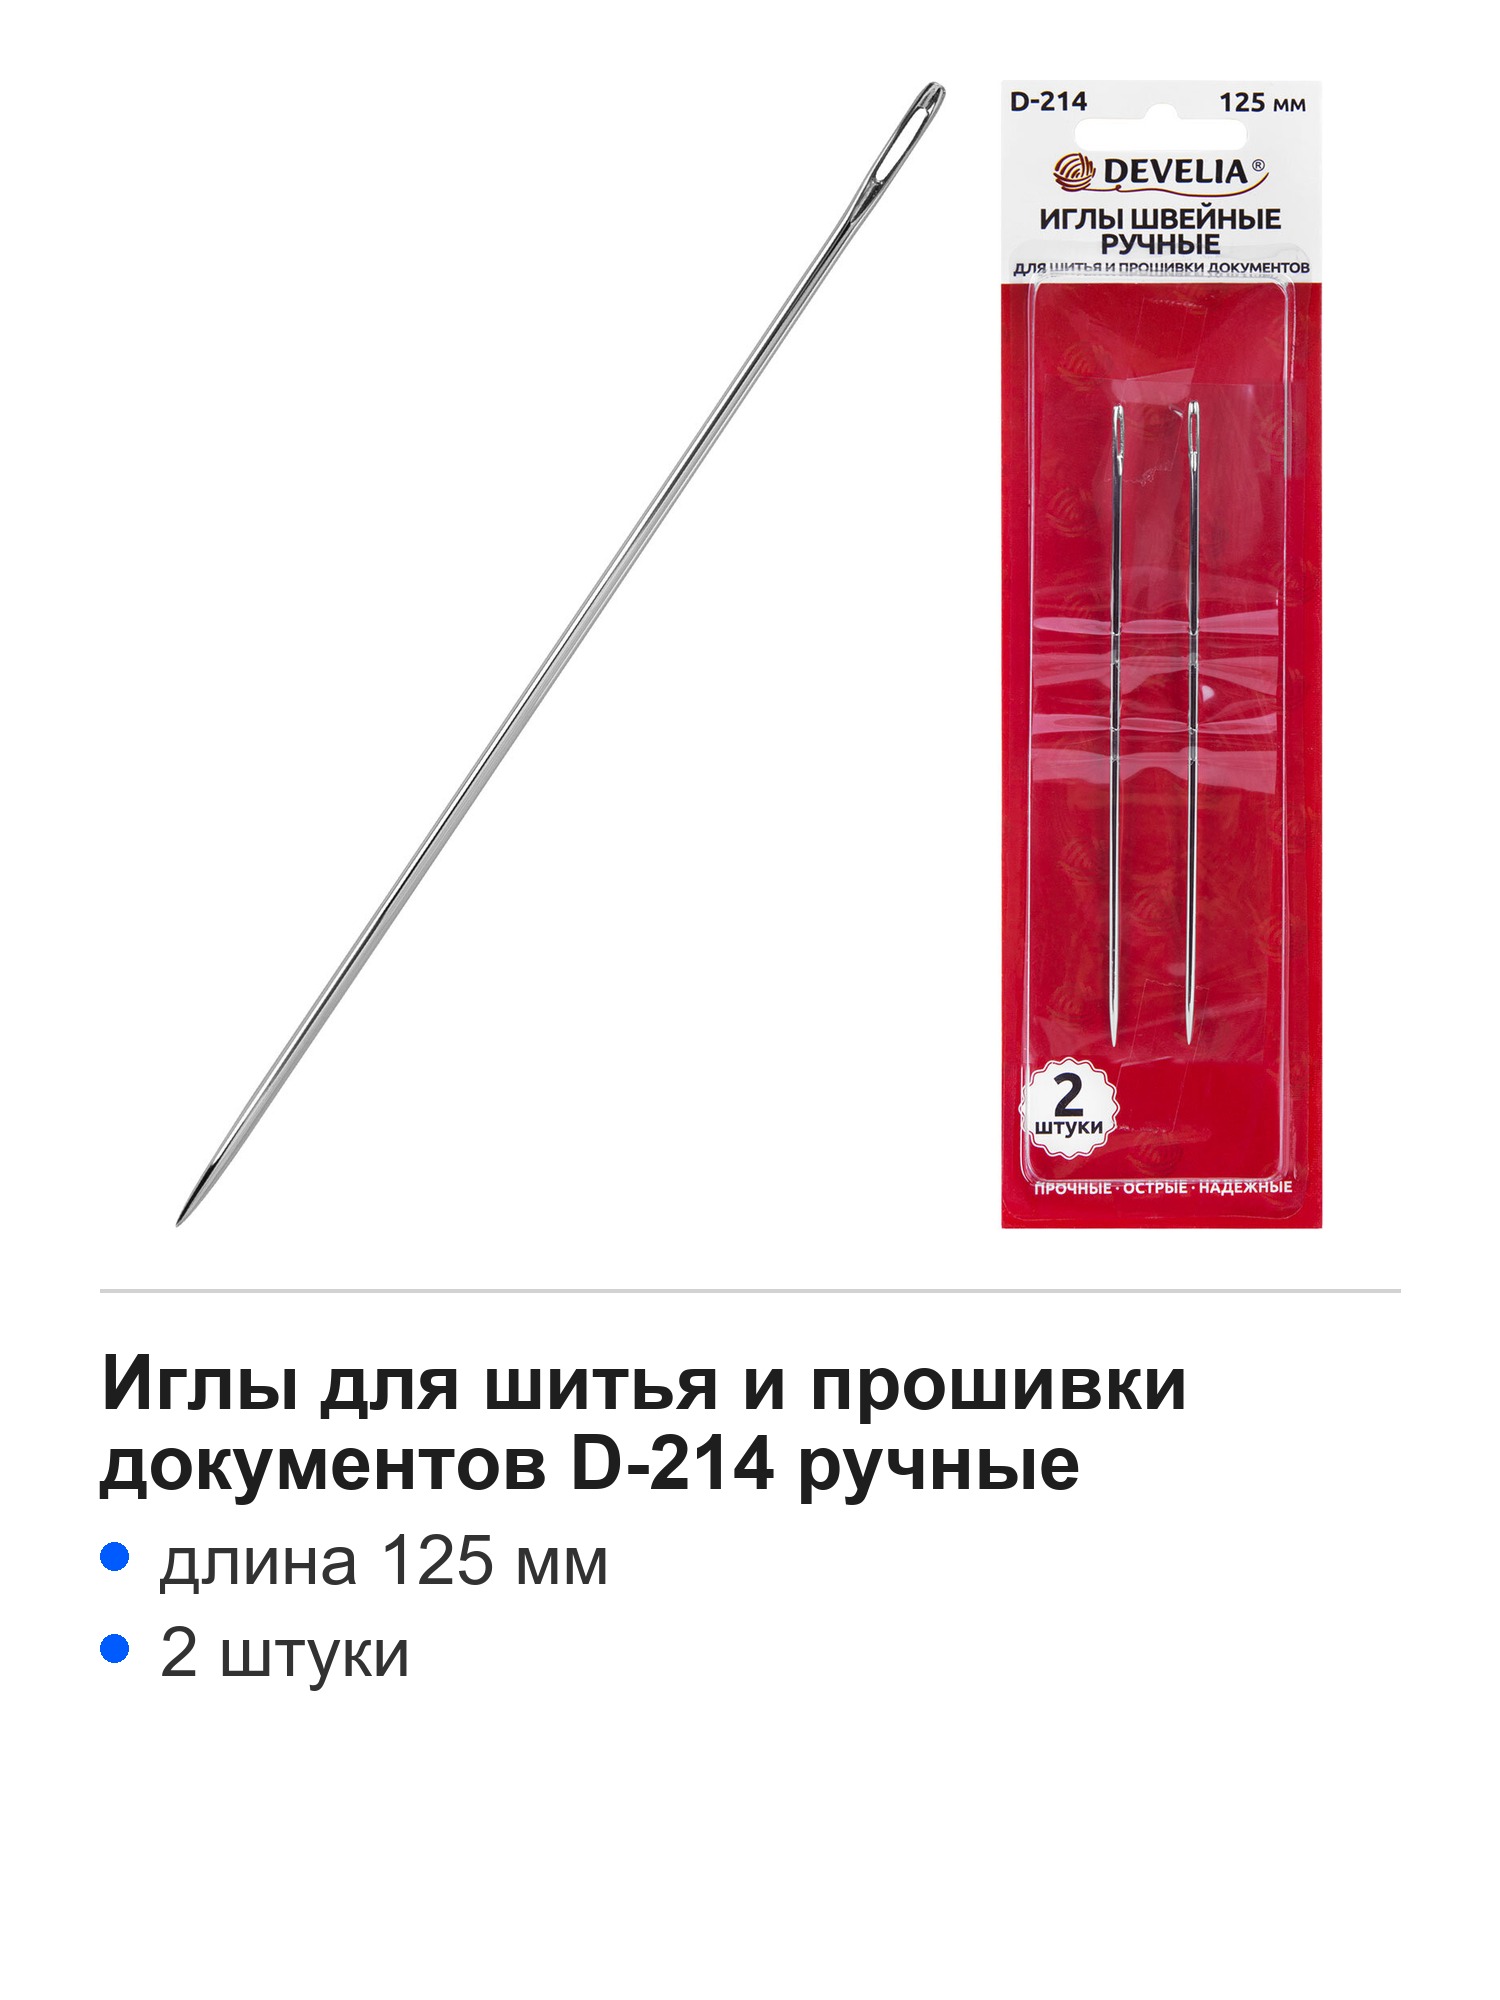 D-214
125 мм
DEVELIA®
ИГЛЫ ШВЕЙНЫЕ
РУЧНЫЕ
ДЛЯ ШИТЬЯ И ПРОШИВКИ ДОКУМЕНТОВ
2
ШТУКИ
ПРОЧНЫЕ · ОСТРЫЕ · НАДЕЖНЫЕ
Иглы для шитья и прошивки
документов D-214 ручные
длина 125 мм
2 штуки